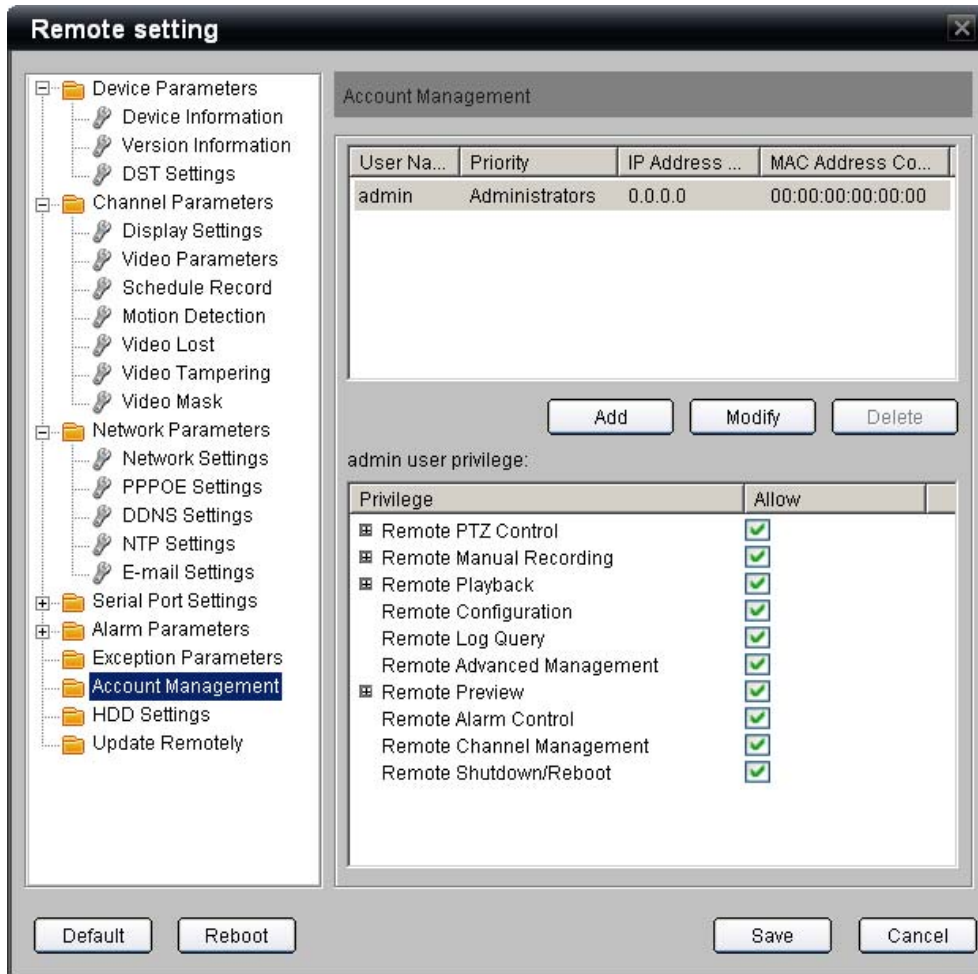 Remote setting
Device Parameters
Device Information
Version Information
DST Settings
Channel Parameters
Display Settings
Video Parameters
Schedule Record
Motion Detection
Video Lost
Video Tampering
Video Mask
Network Parameters
Network Settings
PPPOE Settings
DDNS Settings
NTP Settings
E-mail Settings
Serial Port Settings
Alarm Parameters
Exception Parameters
Account Management
HDD Settings
Update Remotely
Account Management
User Na... Priority IP Address ... MAC Address Co...
admin Administrators 0.0.0.0 00:00:00:00:00:00
Add Modify Delete
admin user privilege:
Privilege Allow
Remote PTZ Control
Remote Manual Recording
Remote Playback
Remote Configuration
Remote Log Query
Remote Advanced Management
Remote Preview
Remote Alarm Control
Remote Channel Management
Remote Shutdown/Reboot
Default Reboot Save Cancel